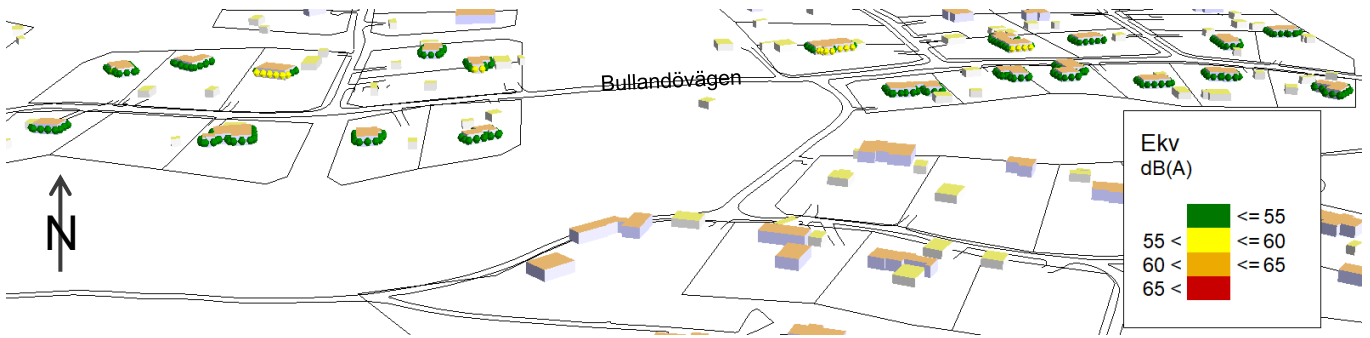 Bullandövägen
N
Ekv
dB(A)
<= 55
55 < <= 60
60 < <= 65
65 <